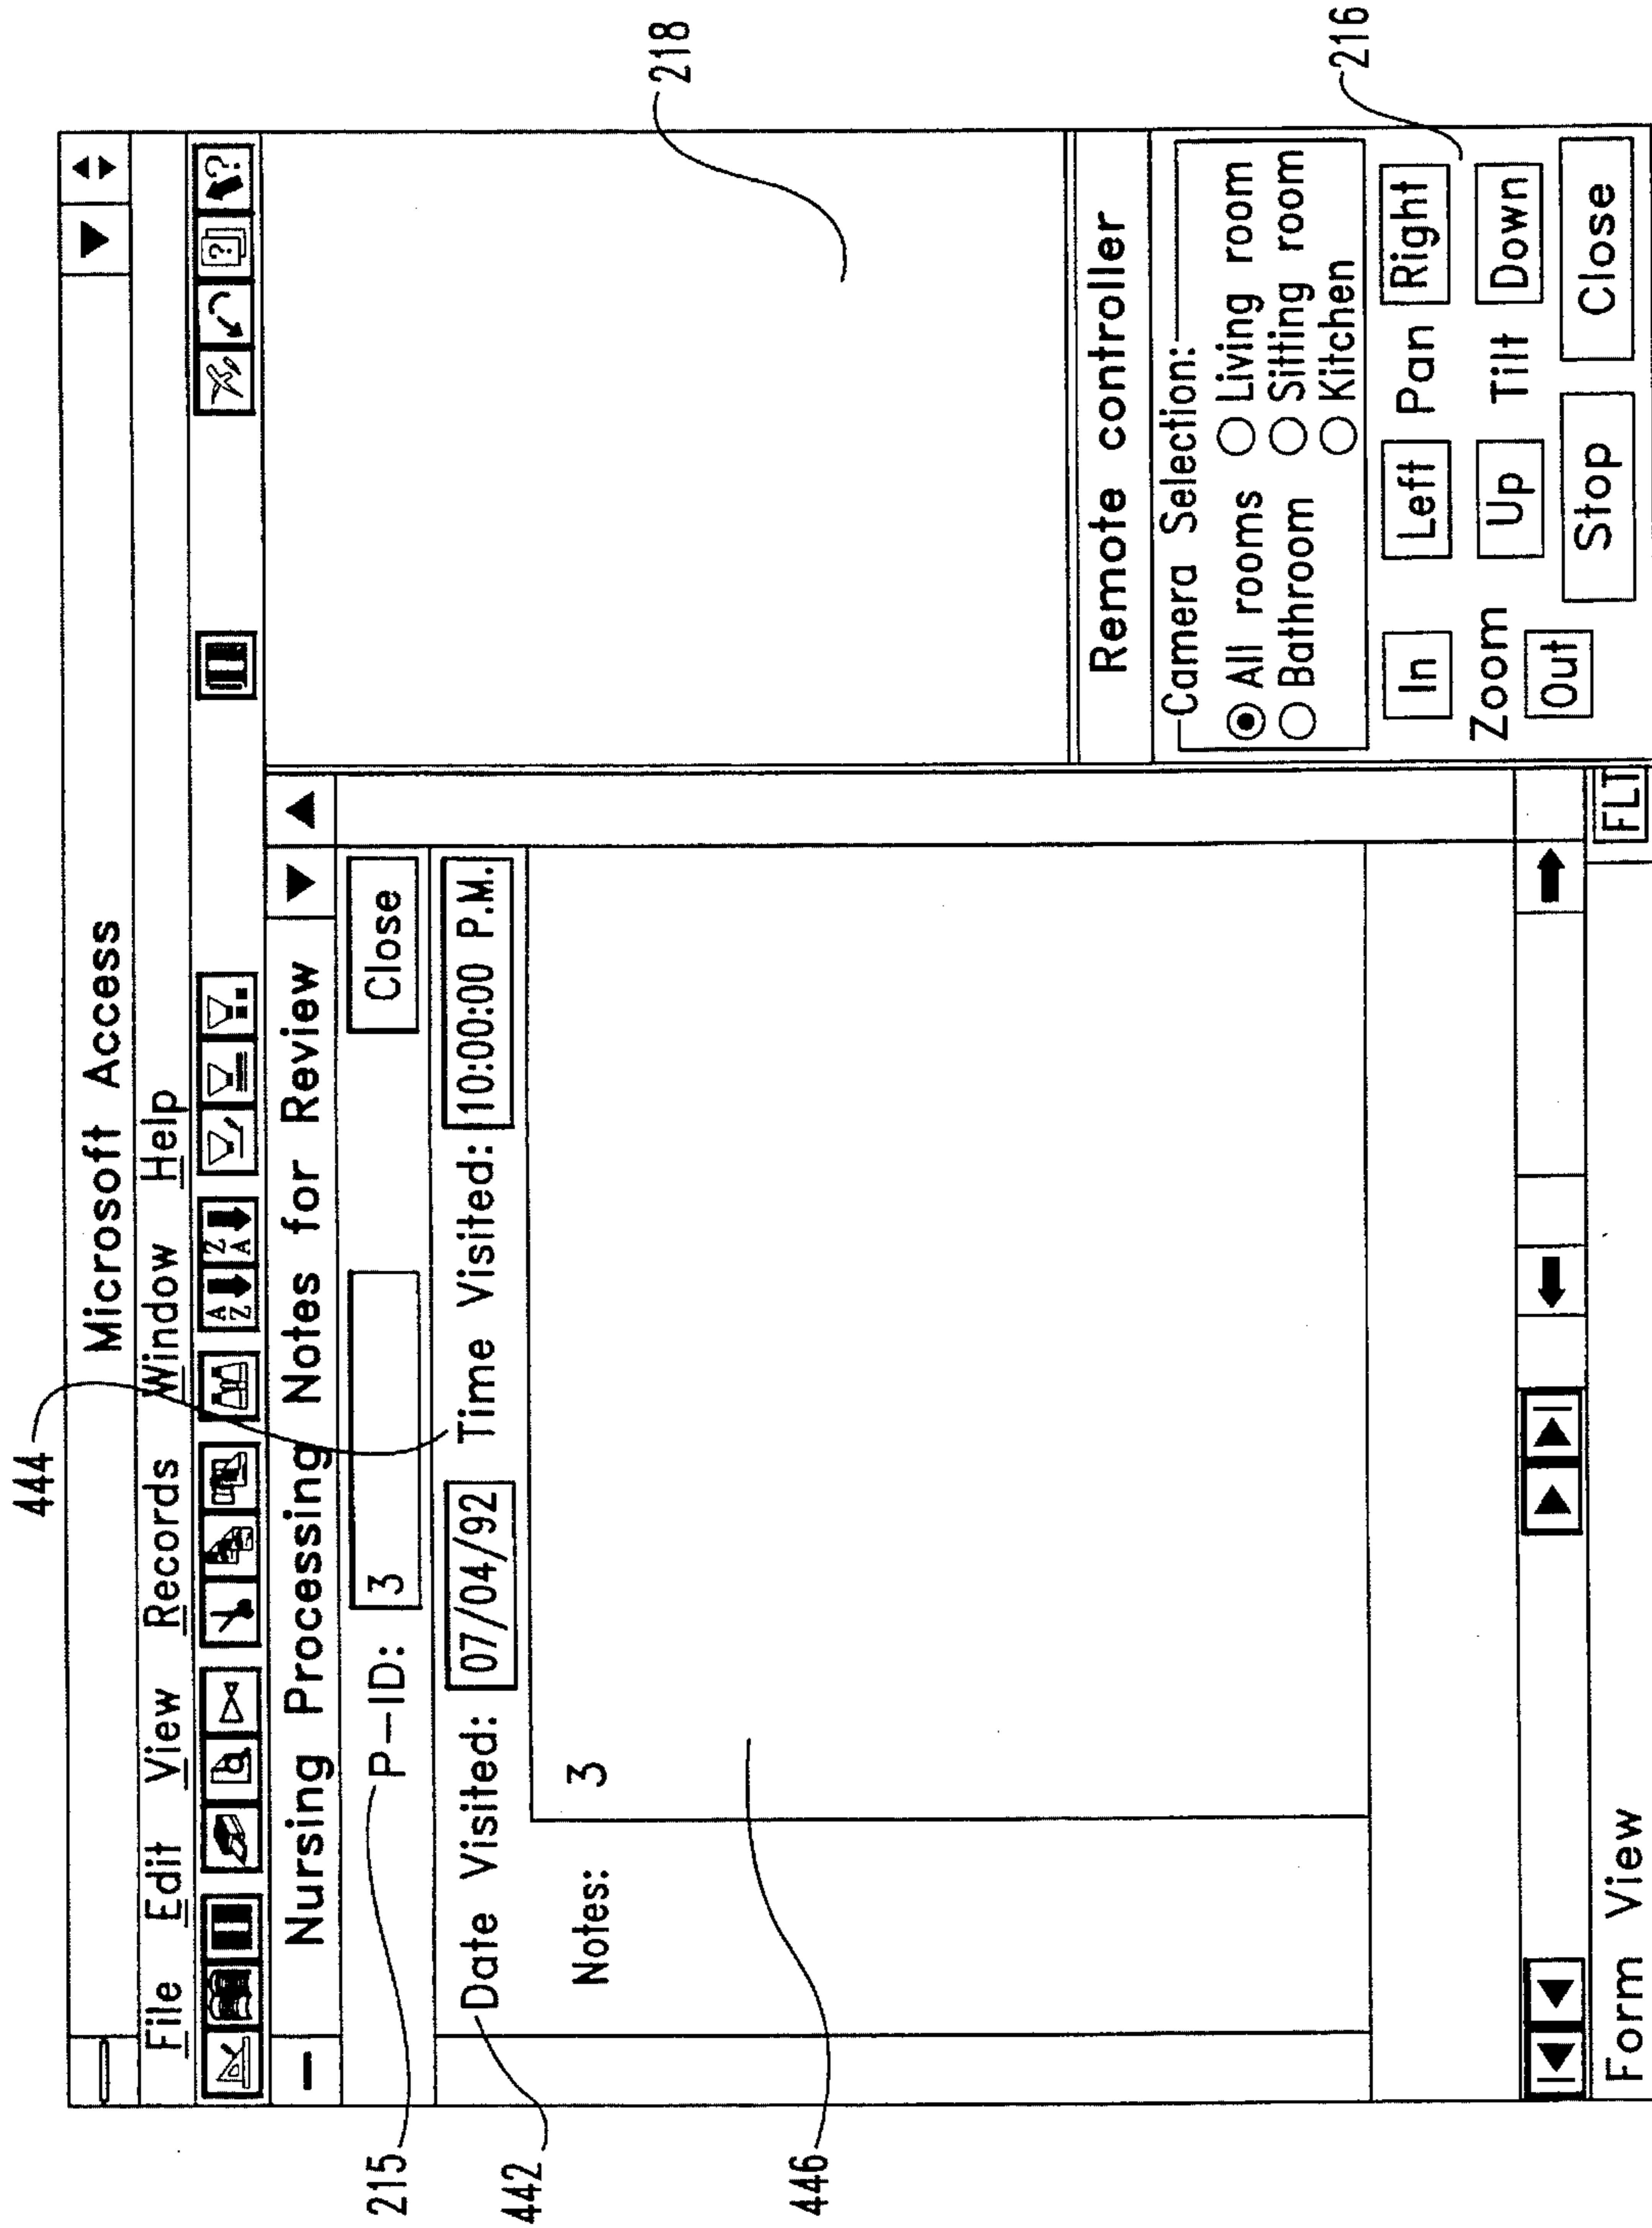 444
Microsoft Access
File Edit View Records Window Help
A Z Z A
Nursing Processing Notes for Review
215 P-ID: 3 Close
442 Date Visited: 07/04/92 Time Visited: 10:00:00 P.M.
Notes: 3
446
218
Remote controller
Camera Selection:
All rooms Living room
Bathroom Sitting room
Kitchen
In Left Pan Right
Zoom
Out Up Tilt Down
216
Stop Close
Form View FLT